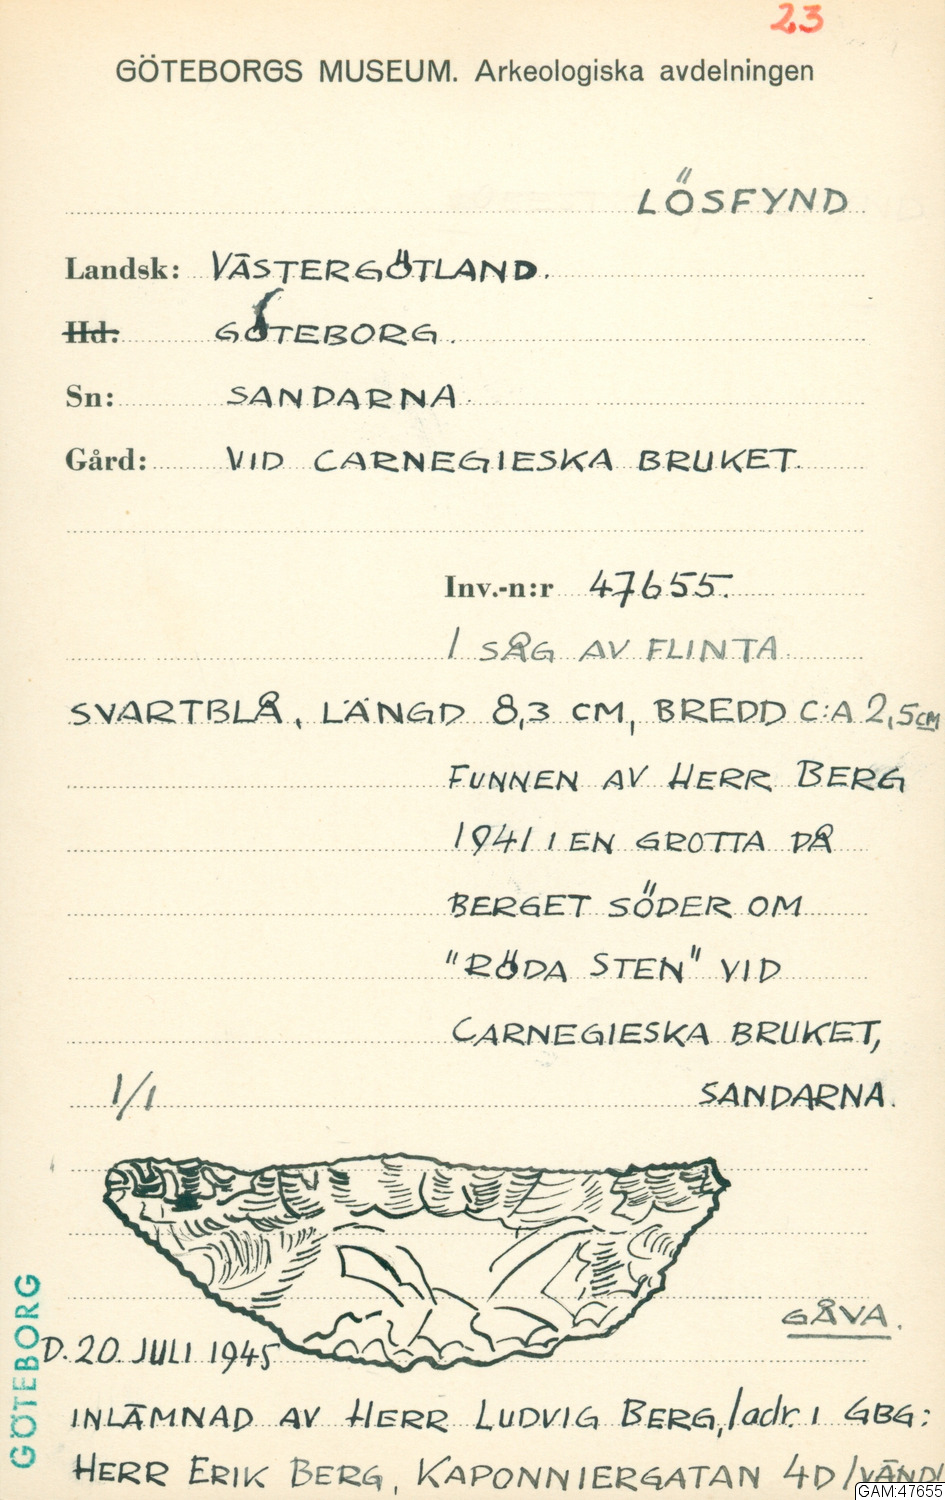 23
GÖTEBORGS MUSEUM. Arkeologiska avdelningen
LÖSFYND
Landsk: VÄSTERGÖTLAND.
Hd: GÖTEBORG.
Sn: SANDARNA.
Gård: VID CARNEGIESKA BRUKET.
Inv.-n:r 47655.
1 SÅG AV FLINTA.
SVARTBLÅ, LÄNGD 8,3 CM, BREDD C:A 2,5 CM
FUNNEN AV HERR BERG
1941 I EN GROTTA PÅ
BERGET SÖDER OM
"RÖDA STEN" VID
CARNEGIESKA BRUKET,
1/1 SANDARNA.
GÅVA.
D. 20. JULI 1945
INLÄMNAD AV HERR LUDVIG BERG, /adr. i GBG:
HERR ERIK BERG, KAPONNIERGATAN 4D /VÄND!
GÖTEBORG
GAM:47655